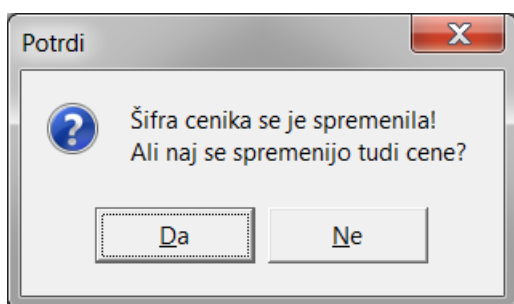 Potrdi
Šifra cenika se je spremenila!
Ali naj se spremenijo tudi cene?
Da
Ne